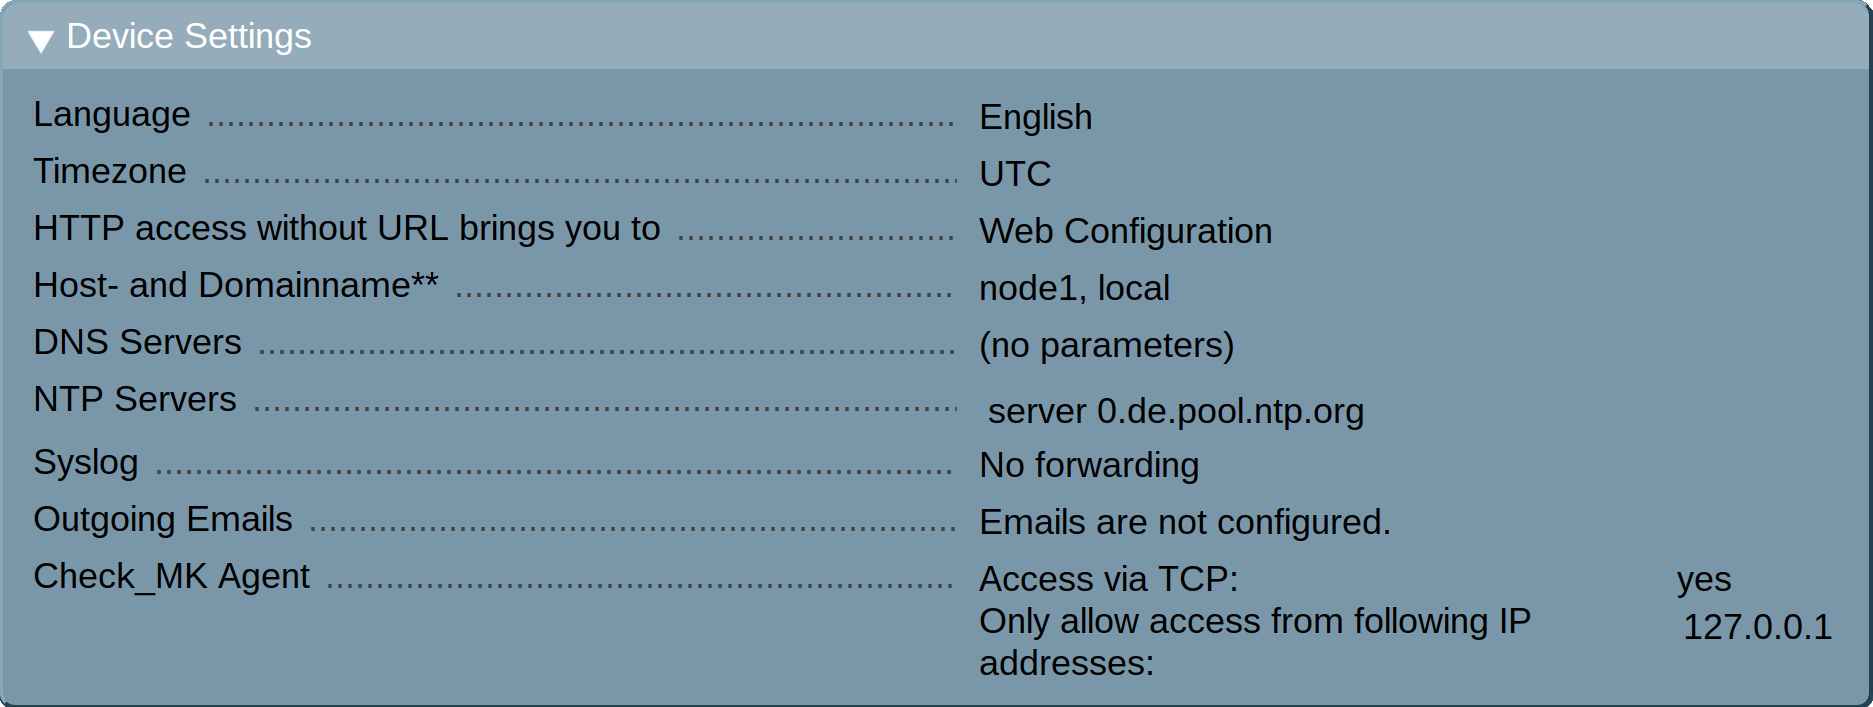 Device Settings
Language English
Timezone UTC
HTTP access without URL brings you to Web Configuration
Host- and Domainname** node1, local
DNS Servers (no parameters)
NTP Servers server 0.de.pool.ntp.org
Syslog No forwarding
Outgoing Emails Emails are not configured.
Check_MK Agent Access via TCP: yes
Only allow access from following IP 127.0.0.1
addresses: